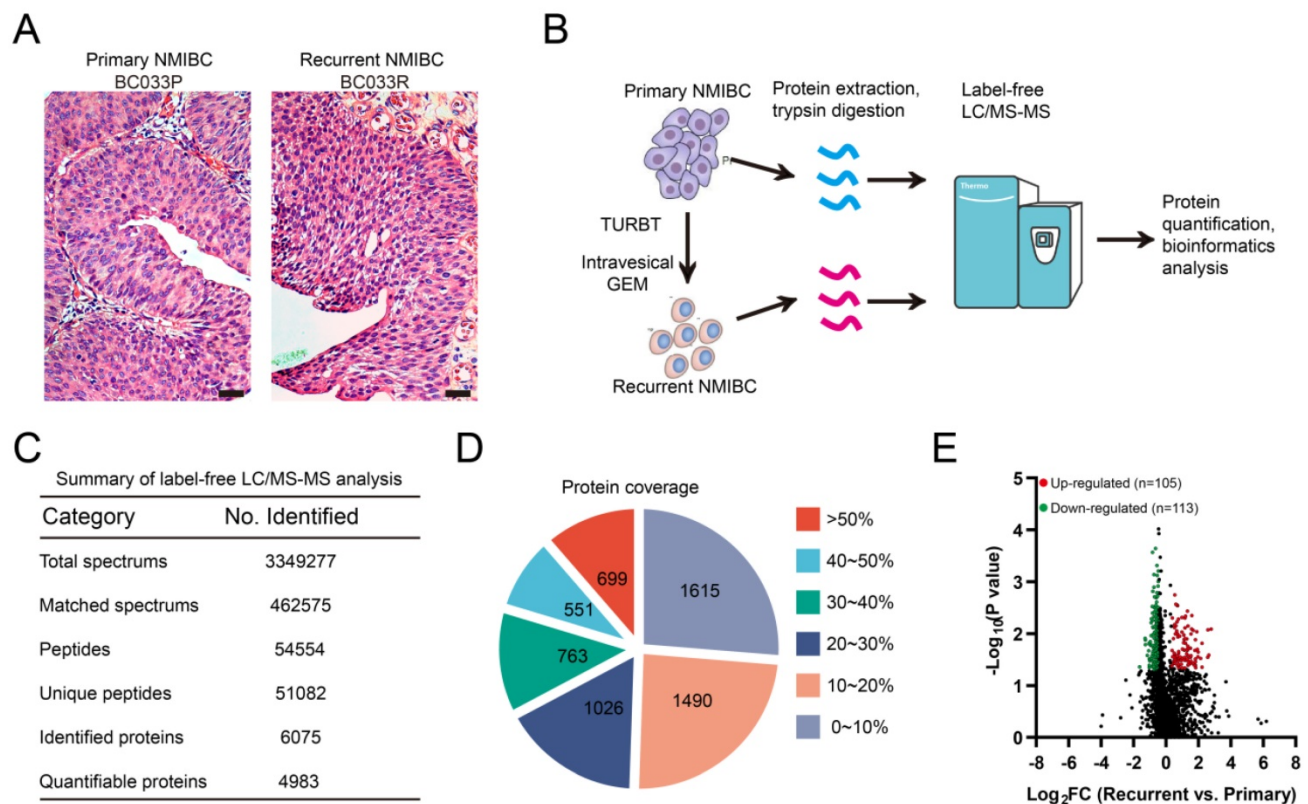 A
Primary NMIBC
BC033P
Recurrent NMIBC
BC033R
B
Primary NMIBC
Protein extraction,
trypsin digestion
Label-free
LC/MS-MS
Pr
Thermo
TURBT
Intravesical
GEM
Protein
quantification,
bioinformatics
analysis
Recurrent NMIBC
C
Summary of label-free LC/MS-MS analysis
Category No. Identified
Total spectrums 3349277
Matched spectrums 462575
Peptides 54554
Unique peptides 51082
Identified proteins 6075
Quantifiable proteins 4983
D
Protein coverage
699
1615
551
763
1026
1490
>50%
40~50%
30~40%
20~30%
10~20%
0~10%
E
Up-regulated (n=105)
Down-regulated (n=113)
5
4
3
2
1
0
-Log10(P value)
-8 -6 -4 -2 0 2 4 6 8
Log2FC (Recurrent vs. Primary)